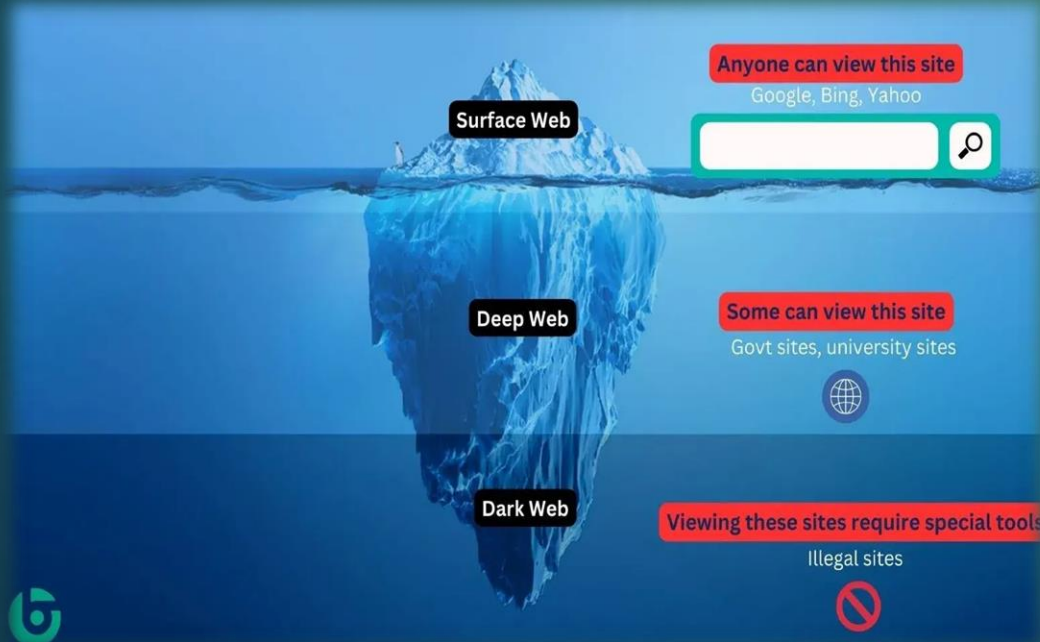 Anyone can view this site
Google, Bing, Yahoo
Surface Web
Some can view this site
Deep Web
Govt sites, university sites
Dark Web
Viewing these sites require special tools
Illegal sites